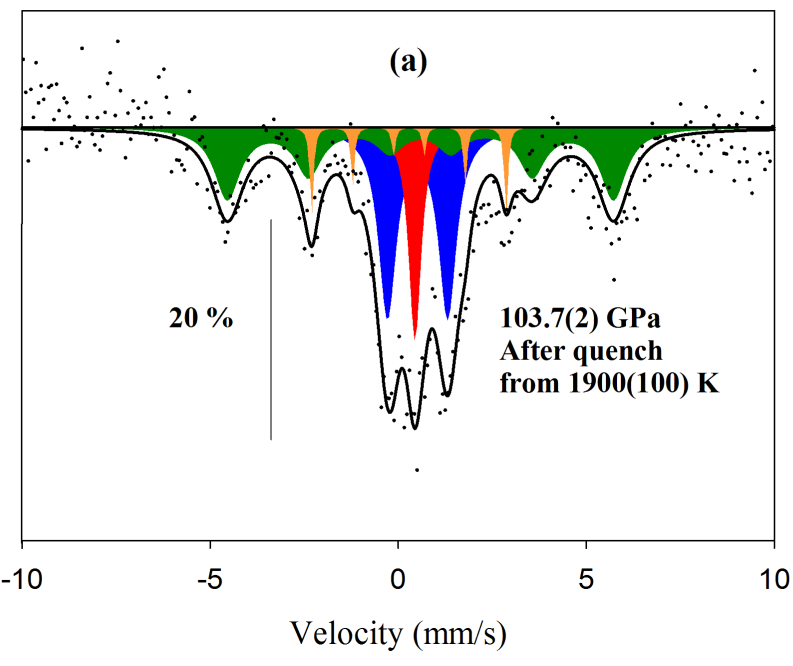 (a)
20 %
103.7(2) GPa
After quench
from 1900(100) K
-10 -5 0 5 10
Velocity (mm/s)